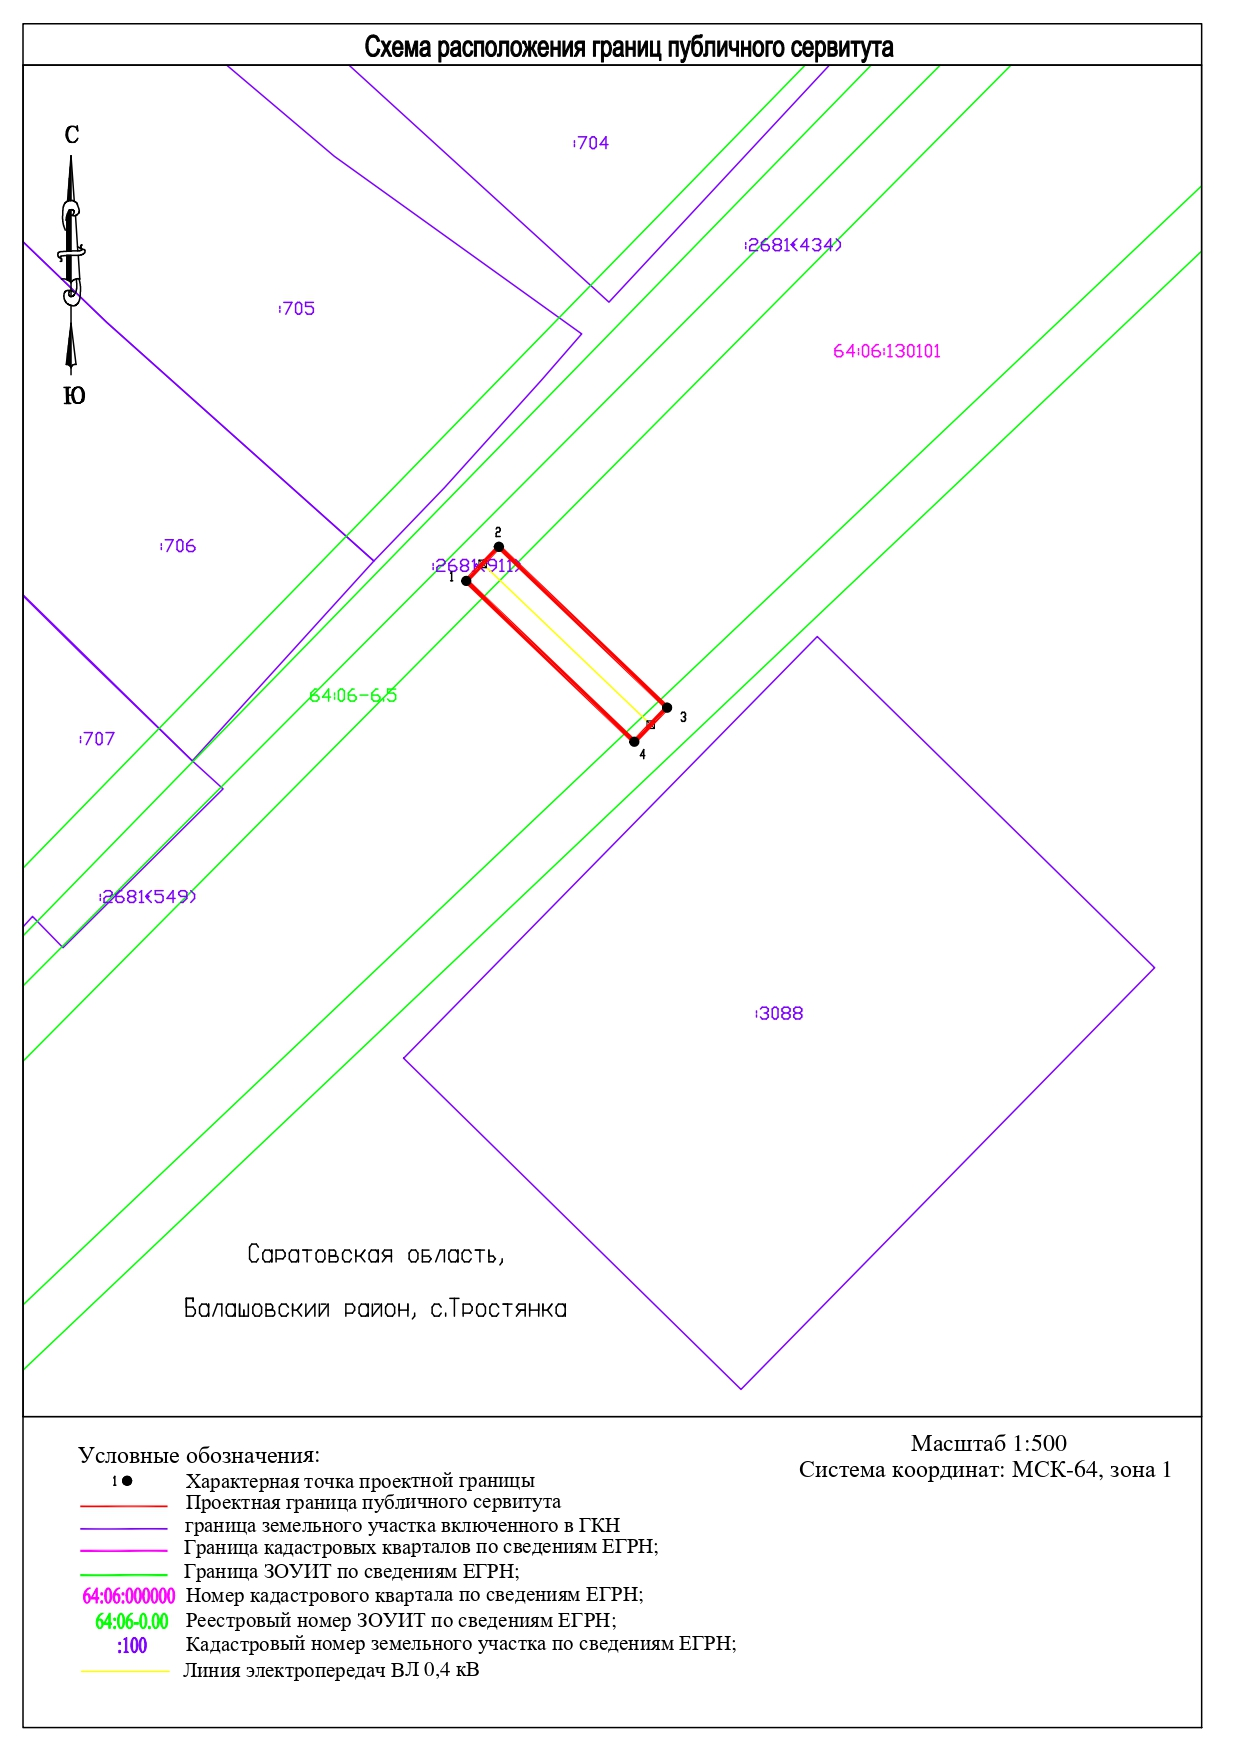 Схема расположения границ публичного сервитута
С
:704
:2681(434)
:705
64:06:130101
Ю
2
:706
:2681(911)
1
64:06-6.5
3
:707
4
:2681(549)
:3088
Саратовская область,
Балашовский район, с.Тростянка
Масштаб 1:500
Система координат: МСК-64, зона 1
Условные обозначения:
1 Характерная точка проектной границы
Проектная граница публичного сервитута
граница земельного участка включенного в ГКН
Граница кадастровых кварталов по сведениям ЕГРН;
Граница ЗОУИТ по сведениям ЕГРН;
64:06:000000 Номер кадастрового квартала по сведениям ЕГРН;
64:06-0.00 Реестровый номер ЗОУИТ по сведениям ЕГРН;
:100 Кадастровый номер земельного участка по сведениям ЕГРН;
Линия электропередач ВЛ 0,4 кВ